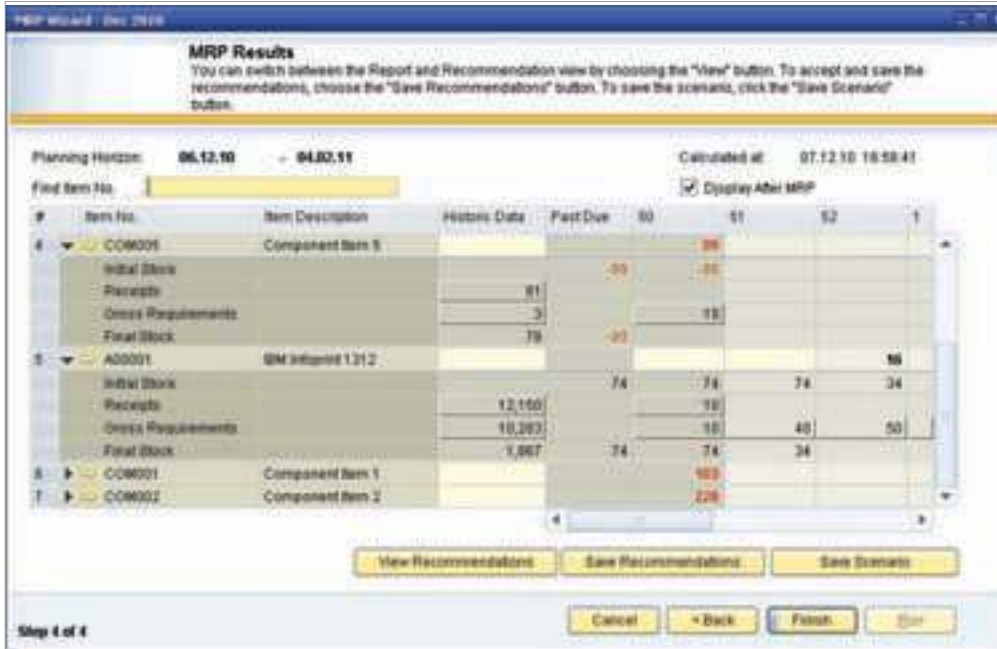 MRP Wizard - Dec 2010
MRP Results
You can switch between the Report and Recommendation view by choosing the "View" button. To accept and save the
recommendations, choose the "Save Recommendations" button. To save the scenario, click the "Save Scenario"
button.
Planning Horizon: 06.12.10 - 04.02.11 Calculated at: 07.12.10 16:58:41
Find Item No. Display After MRP
# Item No. Item Description Historic Data Past Due 50 51 52 1
4 COM005 Component Item 5
Initial Stock
Receipts 81
Gross Requirements 3 10
Final Stock 78
5 A00001 IBM Infoprint 1312 16
Initial Stock 74 74 74 34
Receipts 12,150 10
Gross Requirements 10,283 10 40 50
Final Stock 1,867 74 74 34
6 COM001 Component Item 1
7 COM002 Component Item 2
View Recommendations Save Recommendations Save Scenario
Step 4 of 4 Cancel < Back Finish